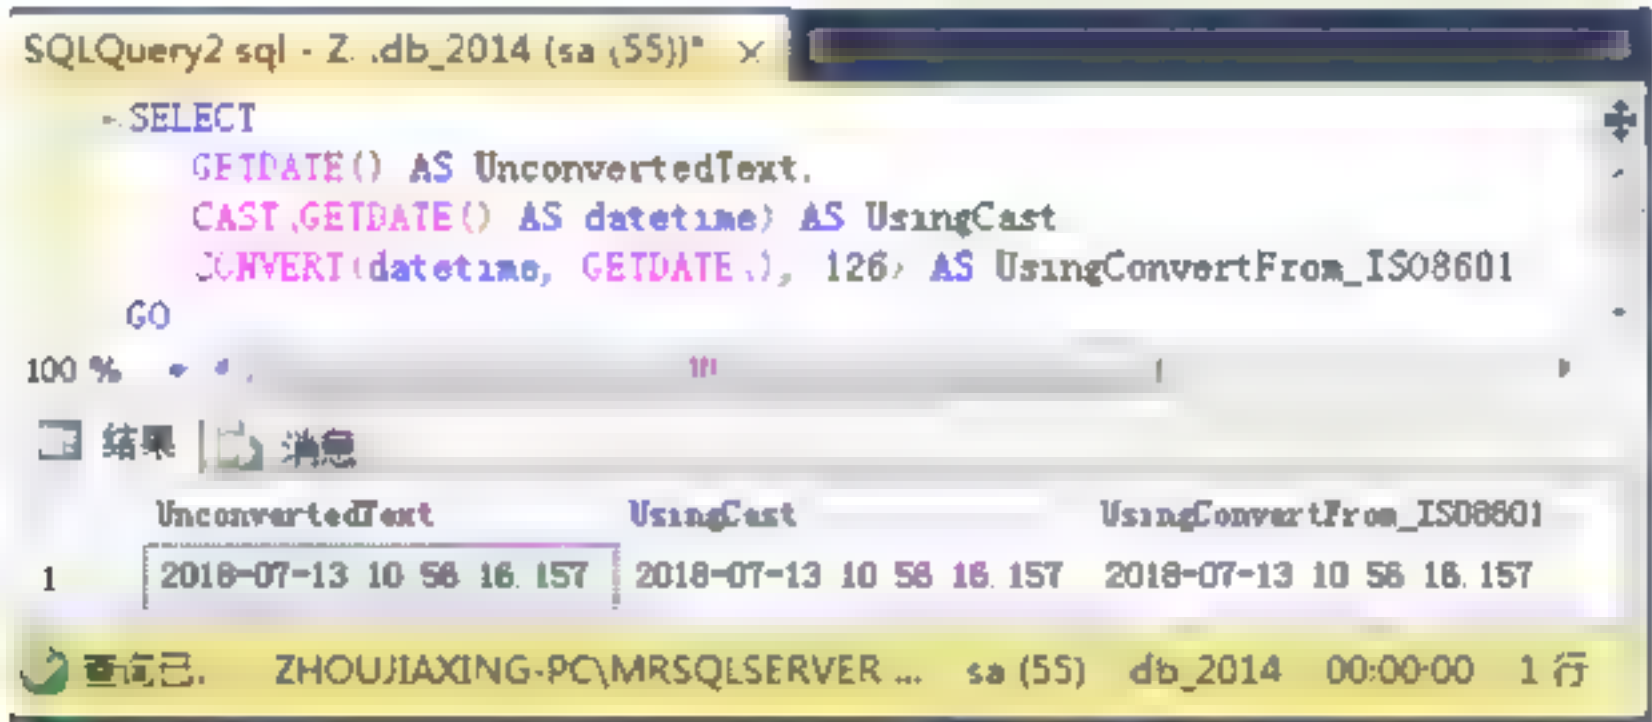 SQLQuery2.sql - Z...db_2014 (sa (55))* ×
SELECT
GETDATE() AS UnconvertedText,
CAST(GETDATE() AS datetime) AS UsingCast
CONVERT(datetime, GETDATE(), 126) AS UsingConvertFrom_ISO8601
GO
100 %
结果 消息
UnconvertedText UsingCast UsingConvertFrom_ISO8601
1 2018-07-13 10:56:16.157 2018-07-13 10:56:16.157 2018-07-13 10:56:16.157
ZHOUJIAXING-PC\MRSQLSERVER ... sa (55) db_2014 00:00:00 1 行